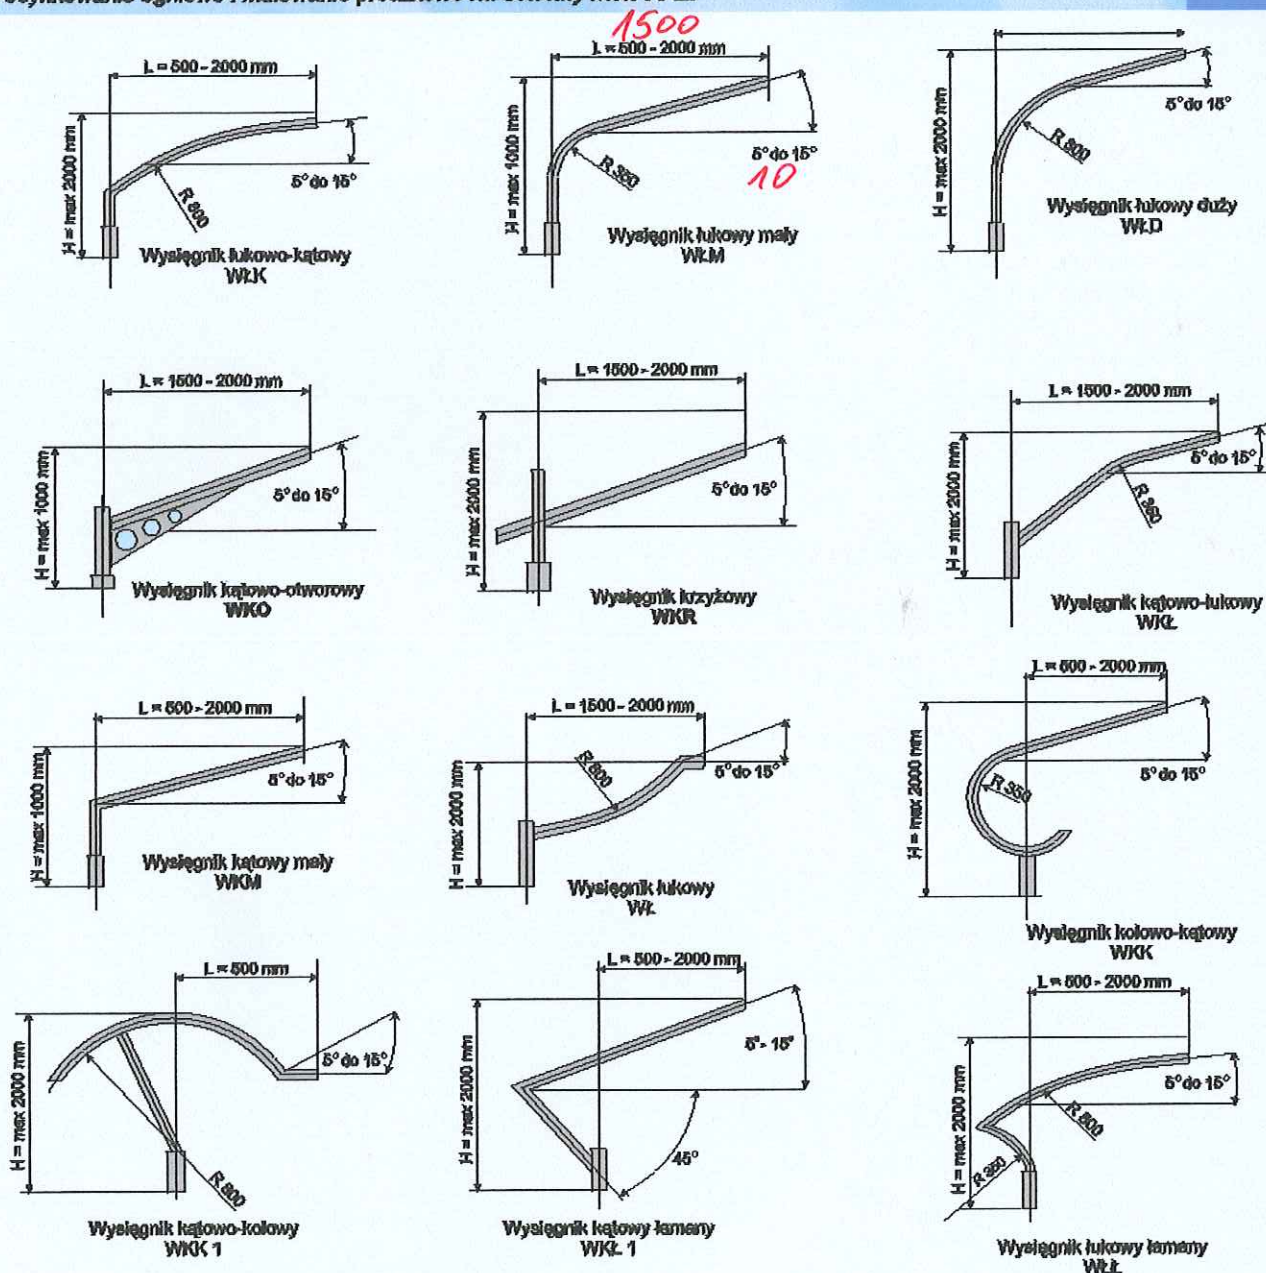 1500
L = 500 - 2000 mm
H = max 2000 mm
5° do 15°
R 800
Wysięgnik łukowo-kątowy
WŁK
L = 500 - 2000 mm
H = max 1000 mm
5° do 15°
10
R 350
Wysięgnik łukowy mały
WŁM
H = max 2000 mm
5° do 15°
R 800
Wysięgnik łukowy duży
WŁD
L = 1500 - 2000 mm
H = max 1000 mm
5° do 15°
Wysięgnik kątowo-otworowy
WKO
L = 1500 - 2000 mm
H = max 2000 mm
5° do 15°
Wysięgnik krzyżowy
WKR
L = 1500 - 2000 mm
H = max 2000 mm
5° do 15°
R 350
Wysięgnik kątowo-łukowy
WKŁ
L = 500 - 2000 mm
H = max 1000 mm
5° do 15°
Wysięgnik kątowy mały
WKM
L = 1500 - 2000 mm
H = max 2000 mm
R 800
5° do 15°
Wysięgnik łukowy
WŁ
L = 500 - 2000 mm
H = max 2000 mm
R 350
5° do 15°
Wysięgnik kołowo-kątowy
WKK
L = 500 mm
H = max 2000 mm
5° do 15°
R 800
Wysięgnik kątowo-kołowy
WKK 1
L = 500 - 2000 mm
H = max 2000 mm
5° - 15°
45°
Wysięgnik kątowy łamany
WKŁ 1
L = 500 - 2000 mm
H = max 2000 mm
5° do 15°
R 800
R 350
Wysięgnik łukowy łamany
WŁŁ